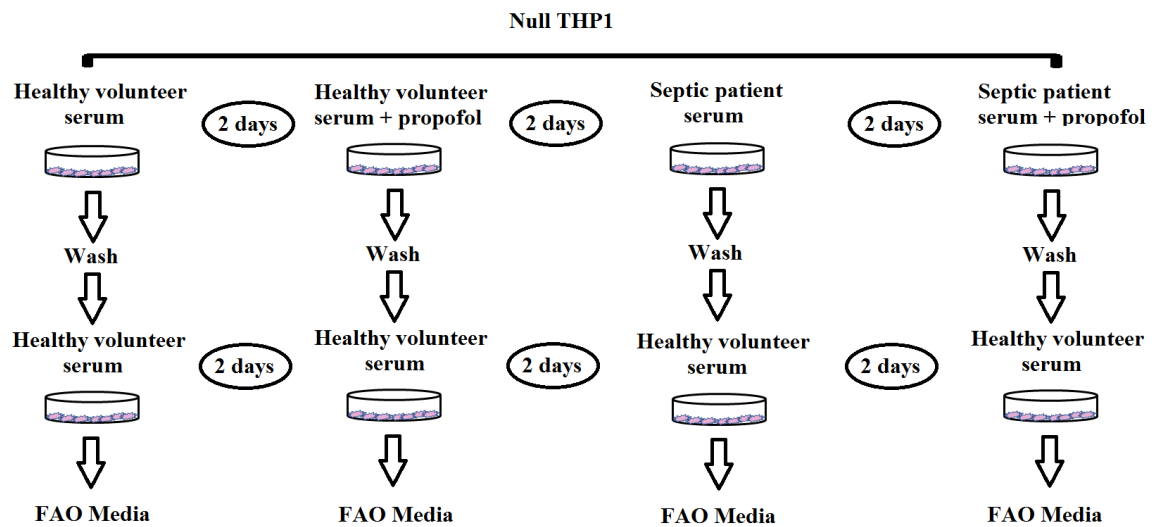 Null THP1
Healthy volunteer
serum
2 days
Healthy volunteer
serum + propofol
2 days
Septic patient
serum
2 days
Septic patient
serum + propofol
Wash
Wash
Wash
Wash
Healthy volunteer
serum
2 days
Healthy volunteer
serum
2 days
Healthy volunteer
serum
2 days
Healthy volunteer
serum
FAO Media
FAO Media
FAO Media
FAO Media